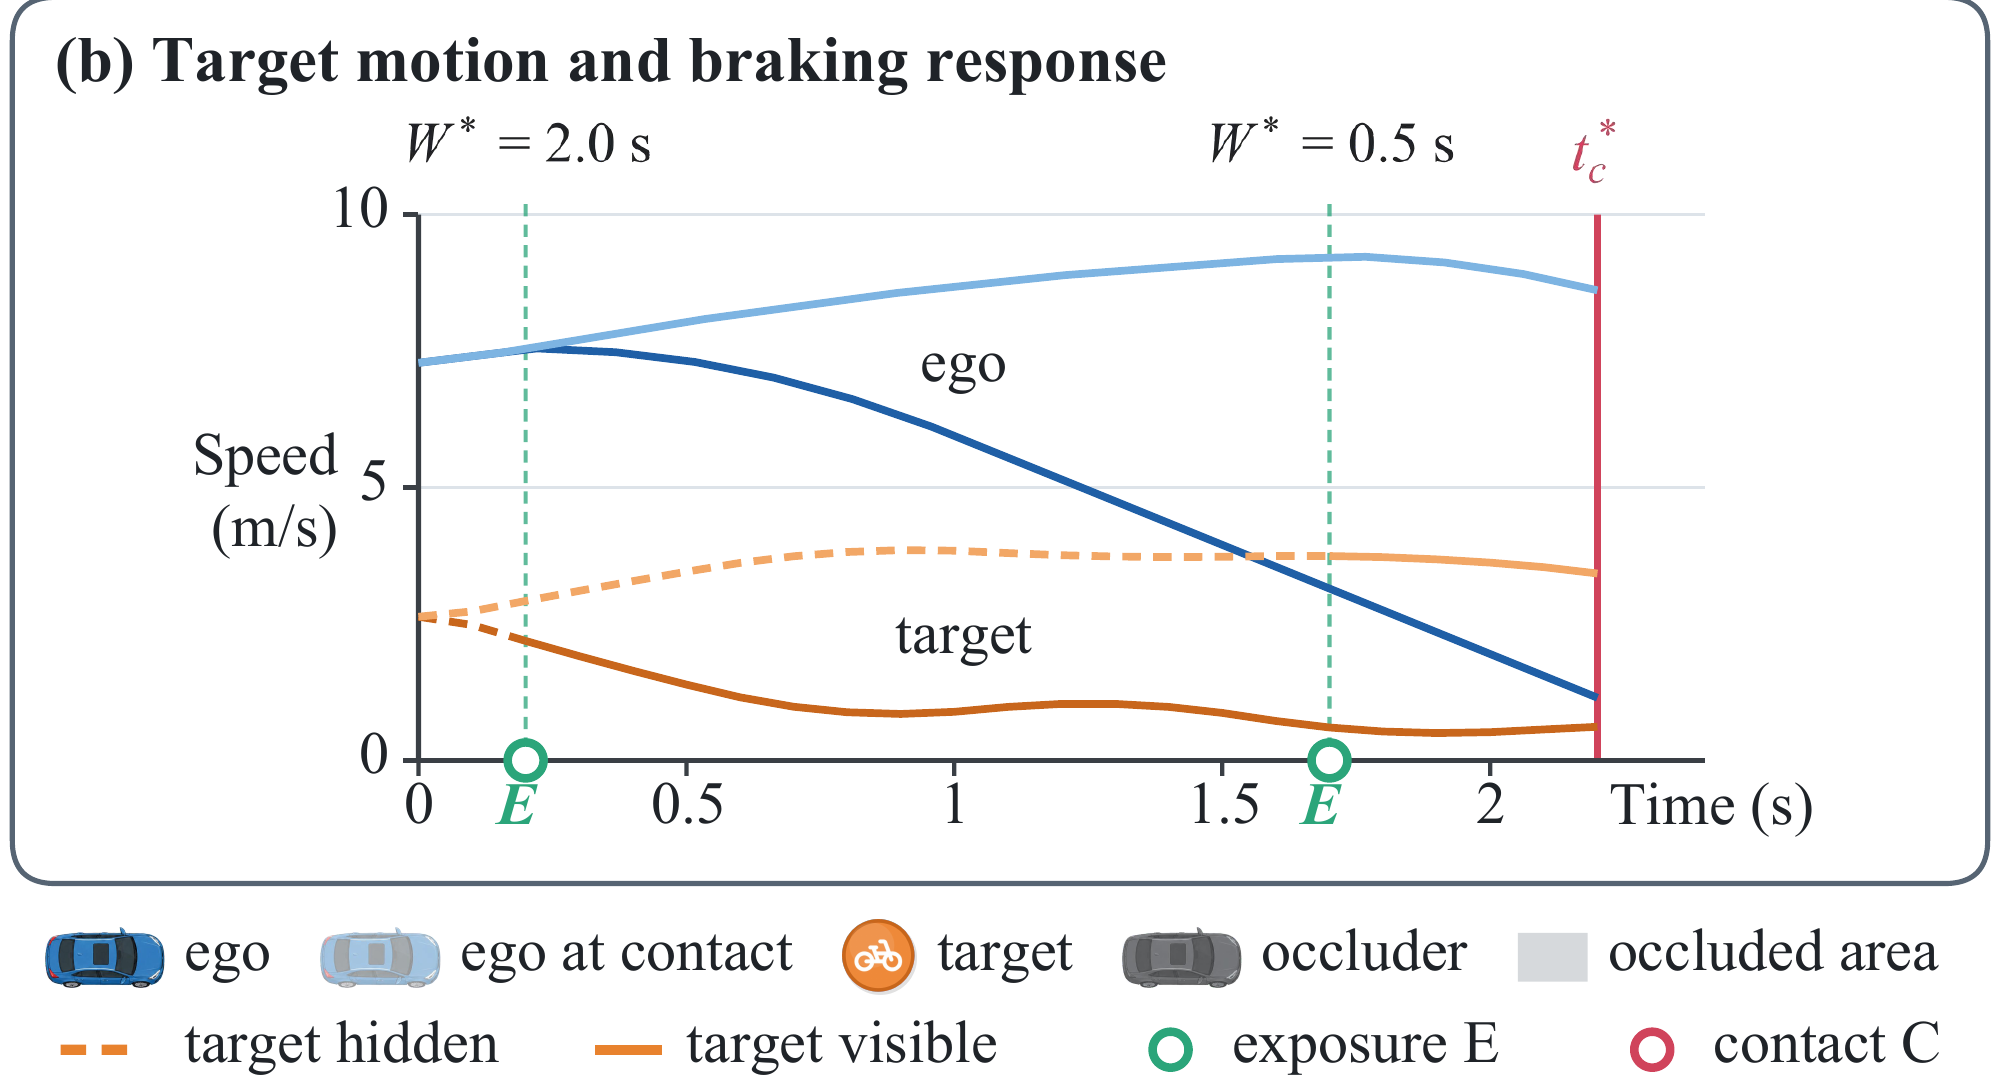 (b) Target motion and braking response
W* = 2.0 s
W* = 0.5 s
t_c*
10
ego
Speed
(m/s)
5
target
0
0
E
0.5
1
1.5
E
2
Time (s)
ego
ego at contact
target
occluder
occluded area
target hidden
target visible
exposure E
contact C